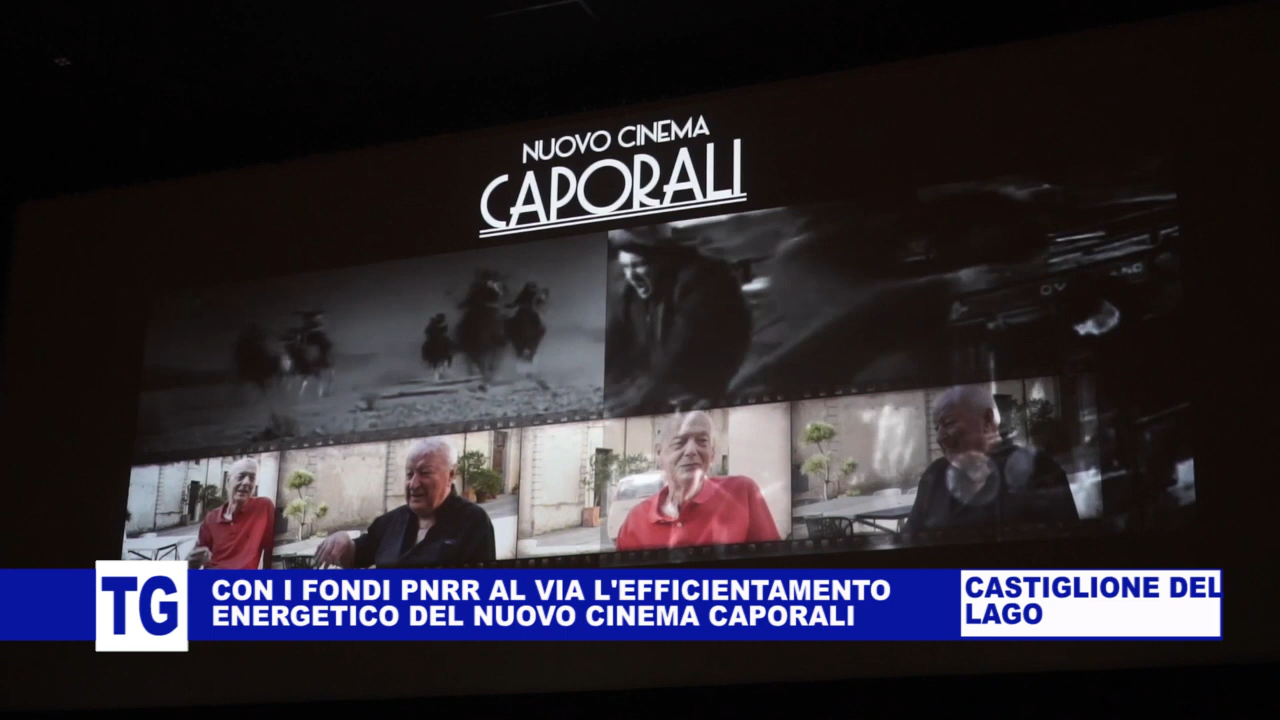 NUOVO CINEMA
CAPORALI
TG
CON I FONDI PNRR AL VIA L'EFFICIENTAMENTO
ENERGETICO DEL NUOVO CINEMA CAPORALI
CASTIGLIONE DEL
LAGO